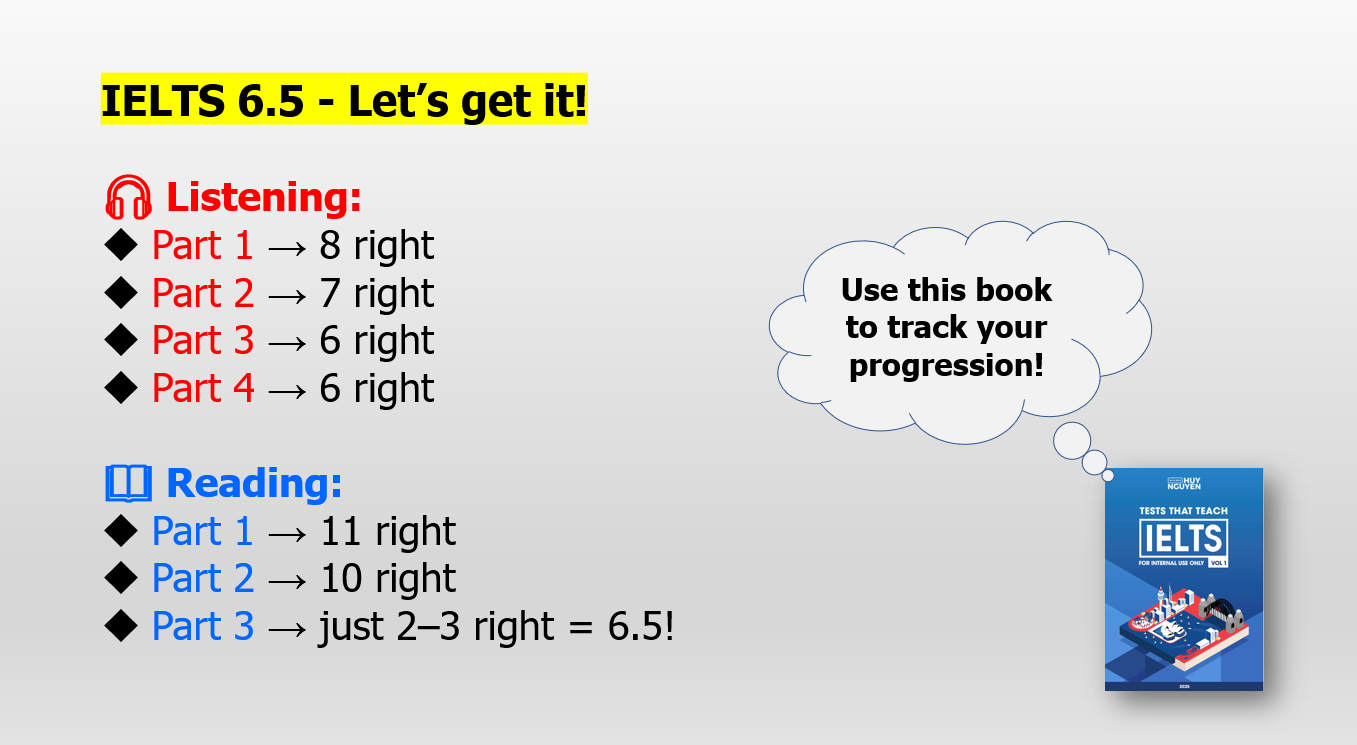 IELTS 6.5 - Let’s get it!
Listening:
Part 1 → 8 right
Part 2 → 7 right
Part 3 → 6 right
Part 4 → 6 right
Reading:
Part 1 → 11 right
Part 2 → 10 right
Part 3 → just 2–3 right = 6.5!
Use this book
to track your
progression!
HUY
NGUYEN
TESTS THAT TEACH
IELTS
FOR INTERNAL USE ONLY VOL 1
2025